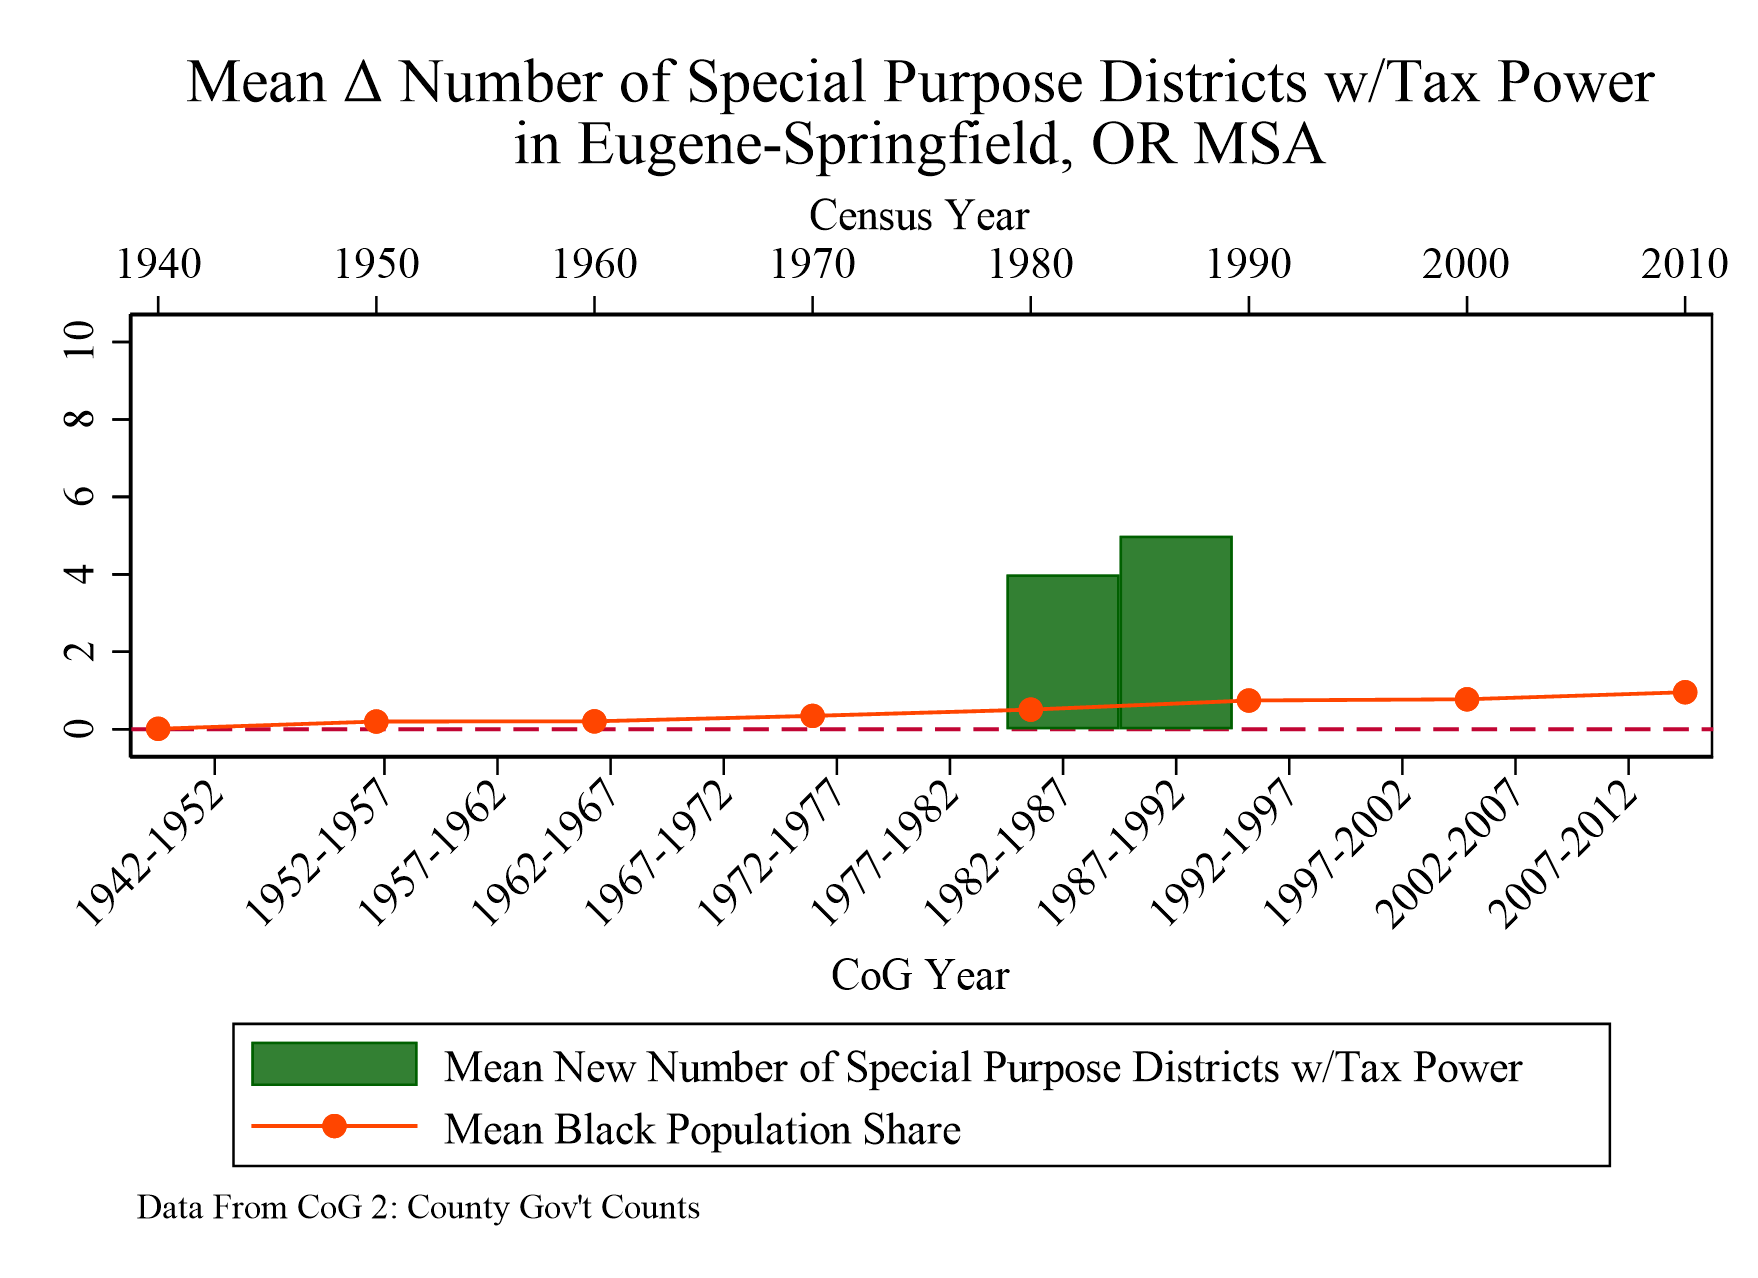 Mean Δ Number of Special Purpose Districts w/Tax Power
in Eugene-Springfield, OR MSA
Census Year
1940 1950 1960 1970 1980 1990 2000 2010
10
8
6
4
2
0
1942-1952 1952-1957 1957-1962 1962-1967 1967-1972 1972-1977 1977-1982 1982-1987 1987-1992 1992-1997 1997-2002 2002-2007 2007-2012
CoG Year
Mean New Number of Special Purpose Districts w/Tax Power
Mean Black Population Share
Data From CoG 2: County Gov't Counts